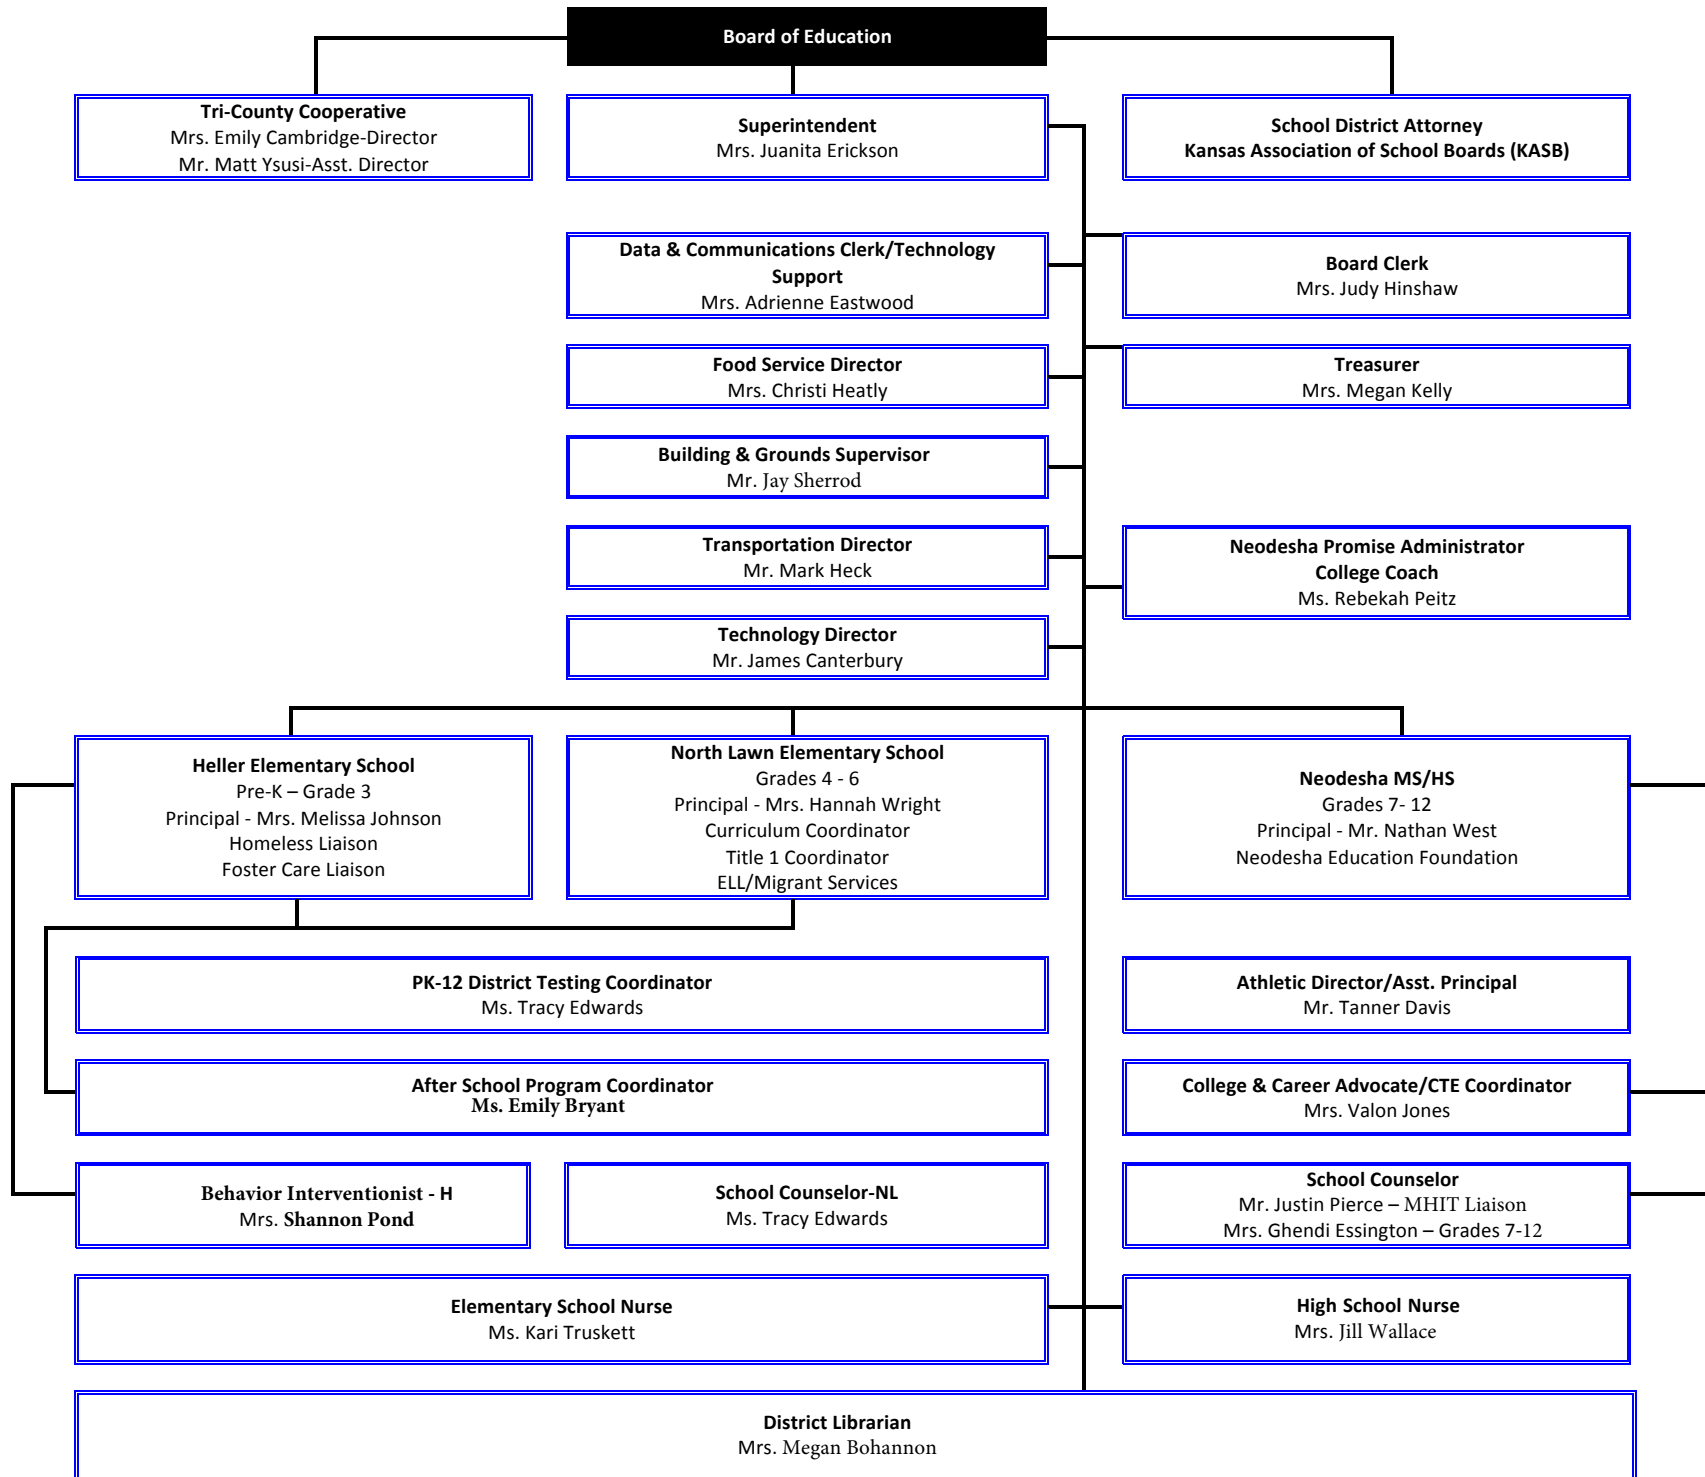 Board of Education
Tri-County Cooperative
Mrs. Emily Cambridge-Director
Mr. Matt Ysusi-Asst. Director
Superintendent
Mrs. Juanita Erickson
School District Attorney
Kansas Association of School Boards (KASB)
Data & Communications Clerk/Technology
Support
Mrs. Adrienne Eastwood
Board Clerk
Mrs. Judy Hinshaw
Food Service Director
Mrs. Christi Heatly
Treasurer
Mrs. Megan Kelly
Building & Grounds Supervisor
Mr. Jay Sherrod
Transportation Director
Mr. Mark Heck
Neodesha Promise Administrator
College Coach
Ms. Rebekah Peitz
Technology Director
Mr. James Canterbury
Heller Elementary School
Pre-K – Grade 3
Principal - Mrs. Melissa Johnson
Homeless Liaison
Foster Care Liaison
North Lawn Elementary School
Grades 4 - 6
Principal - Mrs. Hannah Wright
Curriculum Coordinator
Title 1 Coordinator
ELL/Migrant Services
Neodesha MS/HS
Grades 7- 12
Principal - Mr. Nathan West
Neodesha Education Foundation
PK-12 District Testing Coordinator
Ms. Tracy Edwards
Athletic Director/Asst. Principal
Mr. Tanner Davis
After School Program Coordinator
Ms. Emily Bryant
College & Career Advocate/CTE Coordinator
Mrs. Valon Jones
Behavior Interventionist - H
Mrs. Shannon Pond
School Counselor-NL
Ms. Tracy Edwards
School Counselor
Mr. Justin Pierce – MHIT Liaison
Mrs. Ghendi Essington – Grades 7-12
Elementary School Nurse
Ms. Kari Truskett
High School Nurse
Mrs. Jill Wallace
District Librarian
Mrs. Megan Bohannon